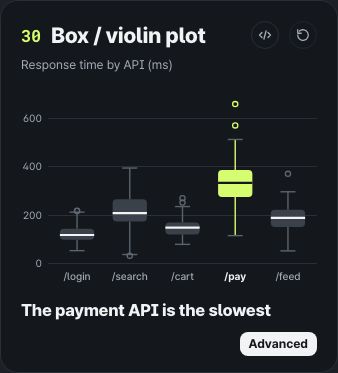 30 Box / violin plot
Response time by API (ms)
600
400
200
0
/login /search /cart /pay /feed
The payment API is the slowest
Advanced